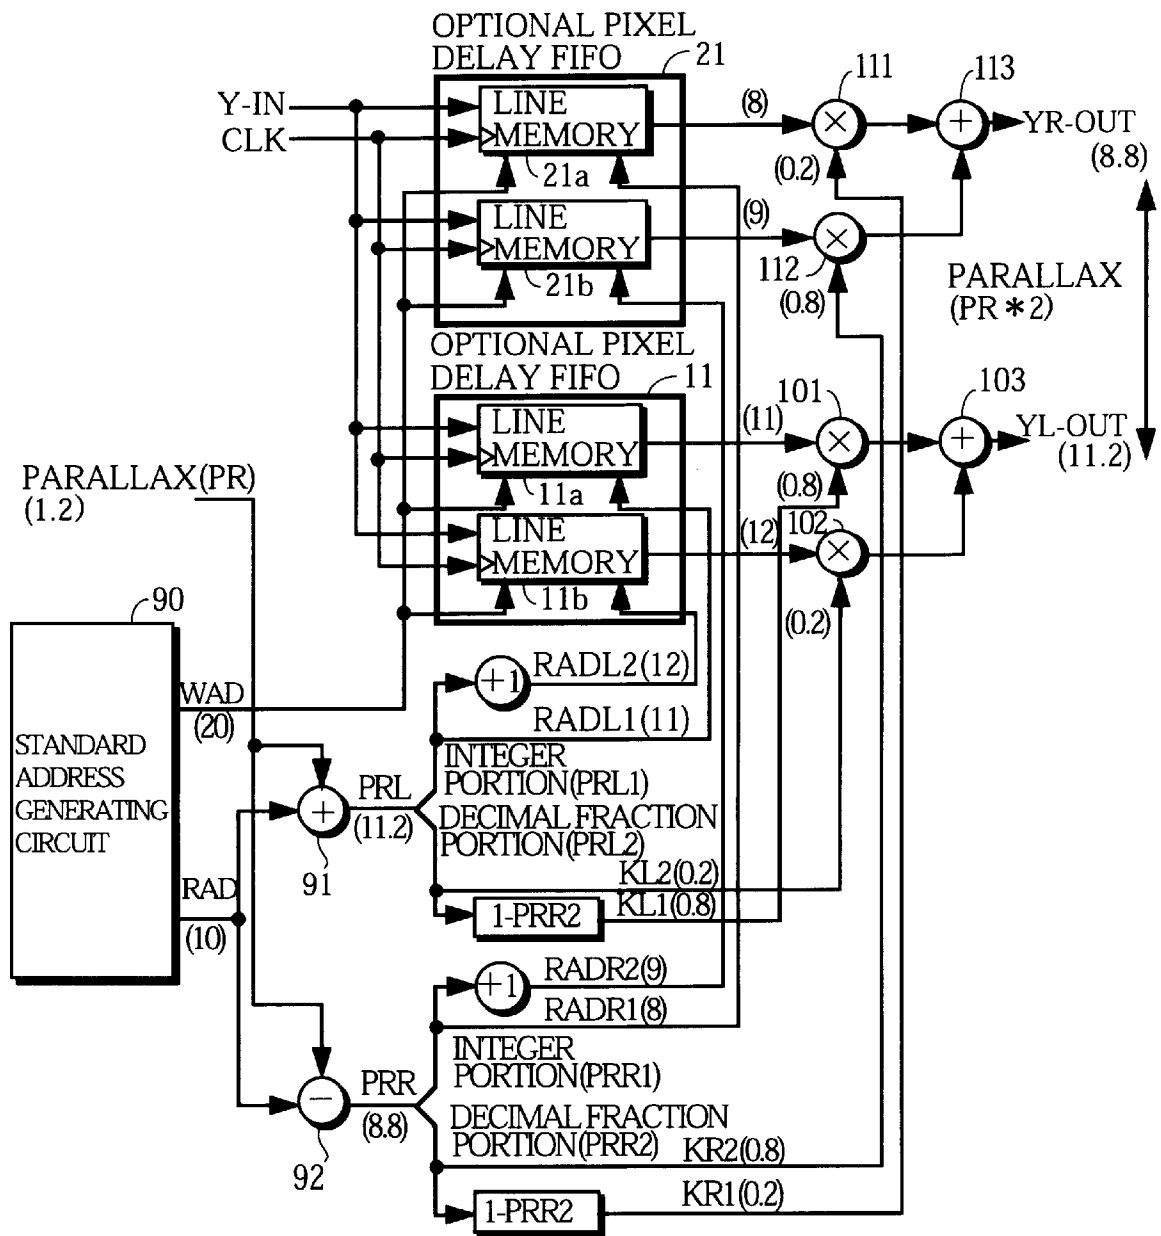 OPTIONAL PIXEL
DELAY FIFO
21
111
113
Y-IN
CLK
LINE
MEMORY
21a
(8)
×
+
YR-OUT
(8.8)
(0.2)
LINE
MEMORY
21b
(9)
×
112
(0.8)
PARALLAX
(PR*2)
OPTIONAL PIXEL
DELAY FIFO
11
101
103
LINE
MEMORY
11a
(11)
×
+
YL-OUT
(11.2)
(0.8)
PARALLAX(PR)
(1.2)
LINE
MEMORY
11b
(12)
102
×
(0.2)
90
STANDARD
ADDRESS
GENERATING
CIRCUIT
WAD
(20)
RAD
(10)
+1
RADL2(12)
RADL1(11)
INTEGER
PORTION(PRL1)
+
91
PRL
(11.2)
DECIMAL FRACTION
PORTION(PRL2)
KL2(0.2)
1-PRR2
KL1(0.8)
+1
RADR2(9)
RADR1(8)
INTEGER
PORTION(PRR1)
−
92
PRR
(8.8)
DECIMAL FRACTION
PORTION(PRR2)
KR2(0.8)
1-PRR2
KR1(0.2)